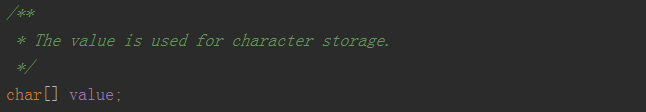 /**
 * The value is used for character storage.
 */
char[] value;